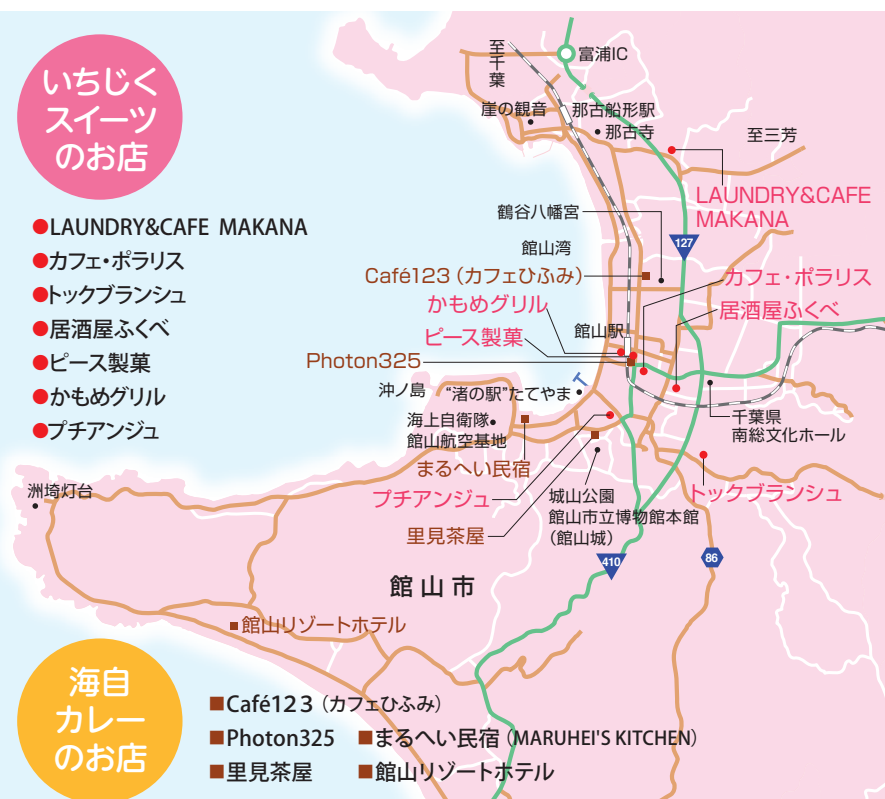 いちじく
スイーツ
のお店
●LAUNDRY&CAFE MAKANA
●カフェ・ポラリス
●トックブランシュ
●居酒屋ふくべ
●ピース製菓
●かもめグリル
●プチアンジュ
至千葉
富浦IC
崖の観音
那古船形駅
那古寺
至三芳
LAUNDRY&CAFE
MAKANA
鶴谷八幡宮
127
館山湾
Café123（カフェひふみ）
カフェ・ポラリス
かもめグリル
居酒屋ふくべ
館山駅
ピース製菓
Photon325
沖ノ島
“渚の駅”たてやま
海上自衛隊
館山航空基地
千葉県
南総文化ホール
まるへい民宿
プチアンジュ
トックブランシュ
洲埼灯台
城山公園
館山市立博物館本館
（館山城）
里見茶屋
410
86
館山市
■館山リゾートホテル
海自
カレー
のお店
■Café123（カフェひふみ）
■Photon325 ■まるへい民宿（MARUHEI'S KITCHEN）
■里見茶屋 ■館山リゾートホテル